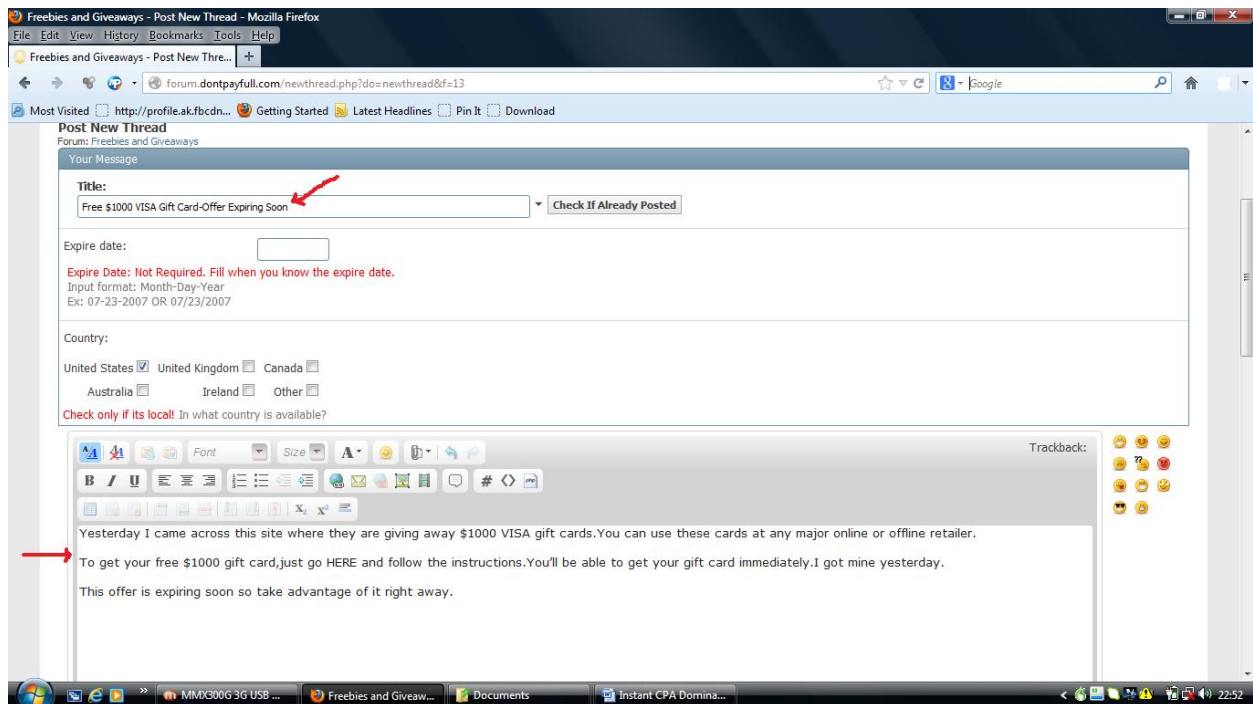 Freebies and Giveaways - Post New Thread - Mozilla Firefox
File Edit View History Bookmarks Tools Help
Freebies and Giveaways - Post New Thre... +
forum.dontpayfull.com/newthread.php?do=newthread&f=13 Google
Most Visited http://profile.ak.fbcdn... Getting Started Latest Headlines Pin It Download
Post New Thread
Forum: Freebies and Giveaways
Your Message
Title:
Free $1000 VISA Gift Card-Offer Expiring Soon Check If Already Posted
Expire date:
Expire Date: Not Required. Fill when you know the expire date.
Input format: Month-Day-Year
Ex: 07-23-2007 OR 07/23/2007
Country:
United States United Kingdom Canada
Australia Ireland Other
Check only if its local! In what country is available?
Font Size A Trackback:
B I U # <>
X₂ X²
Yesterday I came across this site where they are giving away $1000 VISA gift cards.You can use these cards at any major online or offline retailer.
To get your free $1000 gift card,just go HERE and follow the instructions.You'll be able to get your gift card immediately.I got mine yesterday.
This offer is expiring soon so take advantage of it right away.
MMX300G 3G USB ... Freebies and Giveaw... Documents Instant CPA Domina... 22:52